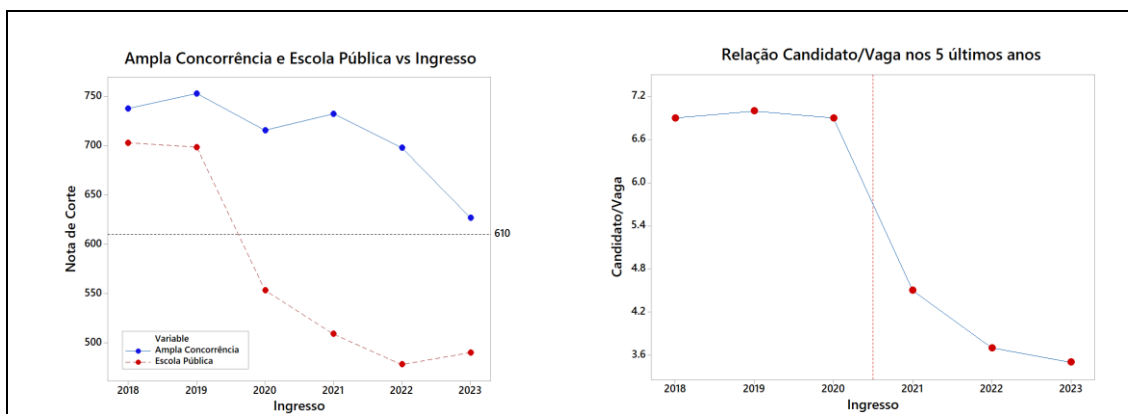 Ampla Concorrência e Escola Pública vs Ingresso
750
700
650
600
550
500
Nota de Corte
610
Variable
Ampla Concorrência
Escola Pública
2018 2019 2020 2021 2022 2023
Ingresso
Relação Candidato/Vaga nos 5 últimos anos
7.2
6.6
6.0
5.4
4.8
4.2
3.6
Candidato/Vaga
2018 2019 2020 2021 2022 2023
Ingresso